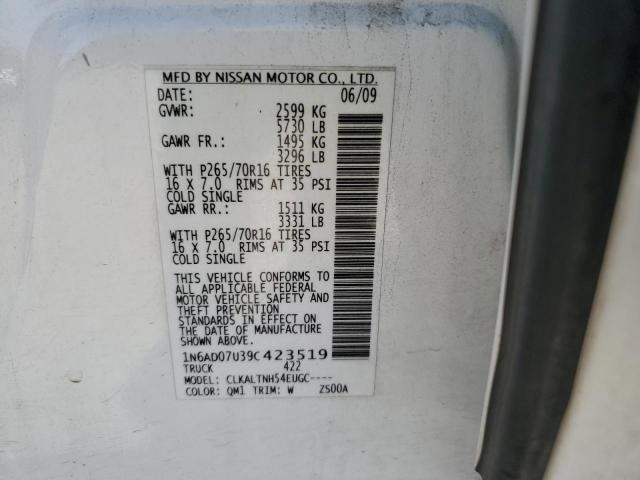 MFD BY NISSAN MOTOR CO., LTD.
DATE: 06/09
GVWR: 2599 KG
5730 LB
GAWR FR.: 1495 KG
3296 LB
WITH P265/70R16 TIRES
16 X 7.0 RIMS AT 35 PSI
COLD SINGLE
GAWR RR.: 1511 KG
3331 LB
WITH P265/70R16 TIRES
16 X 7.0 RIMS AT 35 PSI
COLD SINGLE
THIS VEHICLE CONFORMS TO
ALL APPLICABLE FEDERAL
MOTOR VEHICLE SAFETY AND
THEFT PREVENTION
STANDARDS IN EFFECT ON
THE DATE OF MANUFACTURE
SHOWN ABOVE.
1N6AD07U39C423519
TRUCK 422
MODEL: CLKALTNH54EUGC----
COLOR: QM1 TRIM: W ZS00A